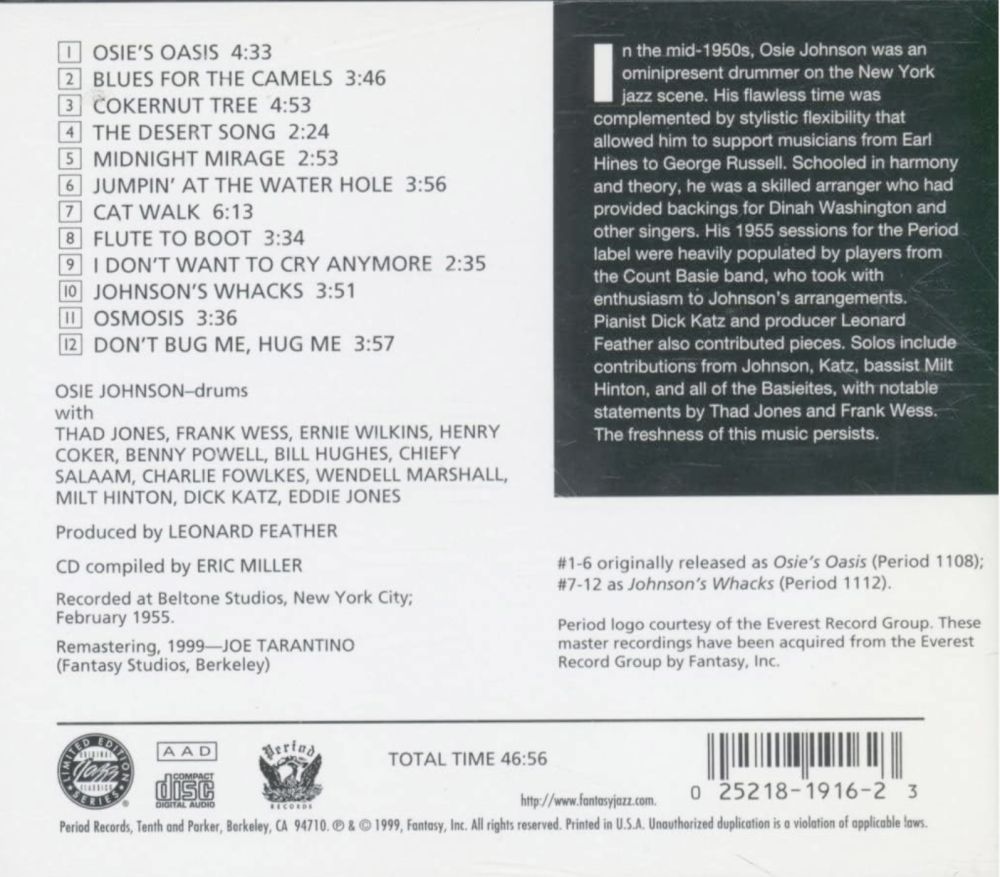 1 OSIE'S OASIS 4:33
2 BLUES FOR THE CAMELS 3:46
3 COKERNUT TREE 4:53
4 THE DESERT SONG 2:24
5 MIDNIGHT MIRAGE 2:53
6 JUMPIN' AT THE WATER HOLE 3:56
7 CAT WALK 6:13
8 FLUTE TO BOOT 3:34
9 I DON'T WANT TO CRY ANYMORE 2:35
10 JOHNSON'S WHACKS 3:51
11 OSMOSIS 3:36
12 DON'T BUG ME, HUG ME 3:57
OSIE JOHNSON–drums
with
THAD JONES, FRANK WESS, ERNIE WILKINS, HENRY
COKER, BENNY POWELL, BILL HUGHES, CHIEFY
SALAAM, CHARLIE FOWLKES, WENDELL MARSHALL,
MILT HINTON, DICK KATZ, EDDIE JONES
Produced by LEONARD FEATHER
CD compiled by ERIC MILLER
Recorded at Beltone Studios, New York City;
February 1955.
Remastering, 1999—JOE TARANTINO
(Fantasy Studios, Berkeley)
In the mid-1950s, Osie Johnson was an
ominipresent drummer on the New York
jazz scene. His flawless time was
complemented by stylistic flexibility that
allowed him to support musicians from Earl
Hines to George Russell. Schooled in harmony
and theory, he was a skilled arranger who had
provided backings for Dinah Washington and
other singers. His 1955 sessions for the Period
label were heavily populated by players from
the Count Basie band, who took with
enthusiasm to Johnson's arrangements.
Pianist Dick Katz and producer Leonard
Feather also contributed pieces. Solos include
contributions from Johnson, Katz, bassist Milt
Hinton, and all of the Basieites, with notable
statements by Thad Jones and Frank Wess.
The freshness of this music persists.
#1-6 originally released as Osie's Oasis (Period 1108);
#7-12 as Johnson's Whacks (Period 1112).
Period logo courtesy of the Everest Record Group. These
master recordings have been acquired from the Everest
Record Group by Fantasy, Inc.
LIMITED EDITION
ORIGINAL
Jazz
CLASSICS
SERIES
®
AAD
COMPACT
disc
DIGITAL AUDIO
Period
RECORDS
TOTAL TIME 46:56
http://www.fantasyjazz.com.
0 25218-1916-2 3
Period Records, Tenth and Parker, Berkeley, CA 94710. ℗ & © 1999, Fantasy, Inc. All rights reserved. Printed in U.S.A. Unauthorized duplication is a violation of applicable laws.